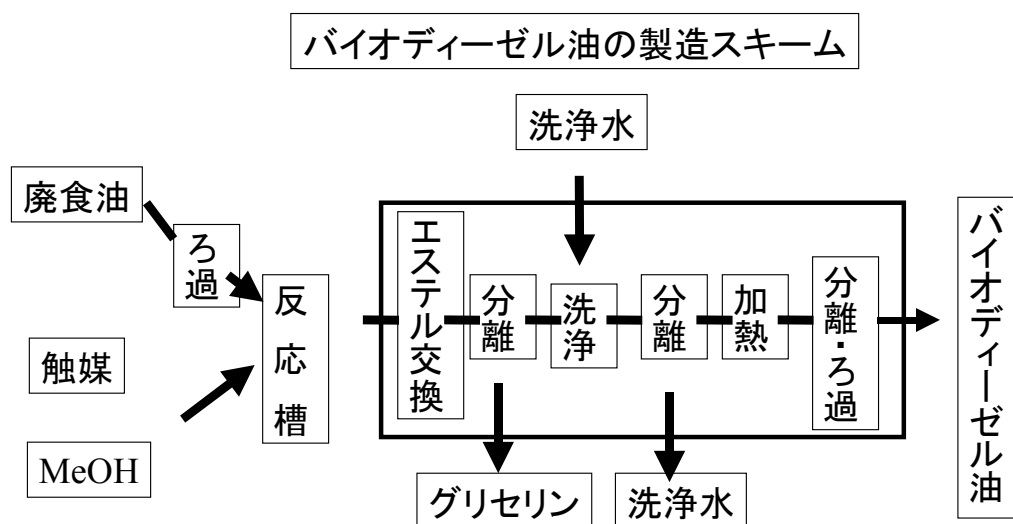 バイオディーゼル油の製造スキーム
洗浄水
廃食油
ろ過
触媒
MeOH
反応槽
エステル交換
分離
洗浄
分離
加熱
分離・ろ過
バイオディーゼル油
グリセリン
洗浄水